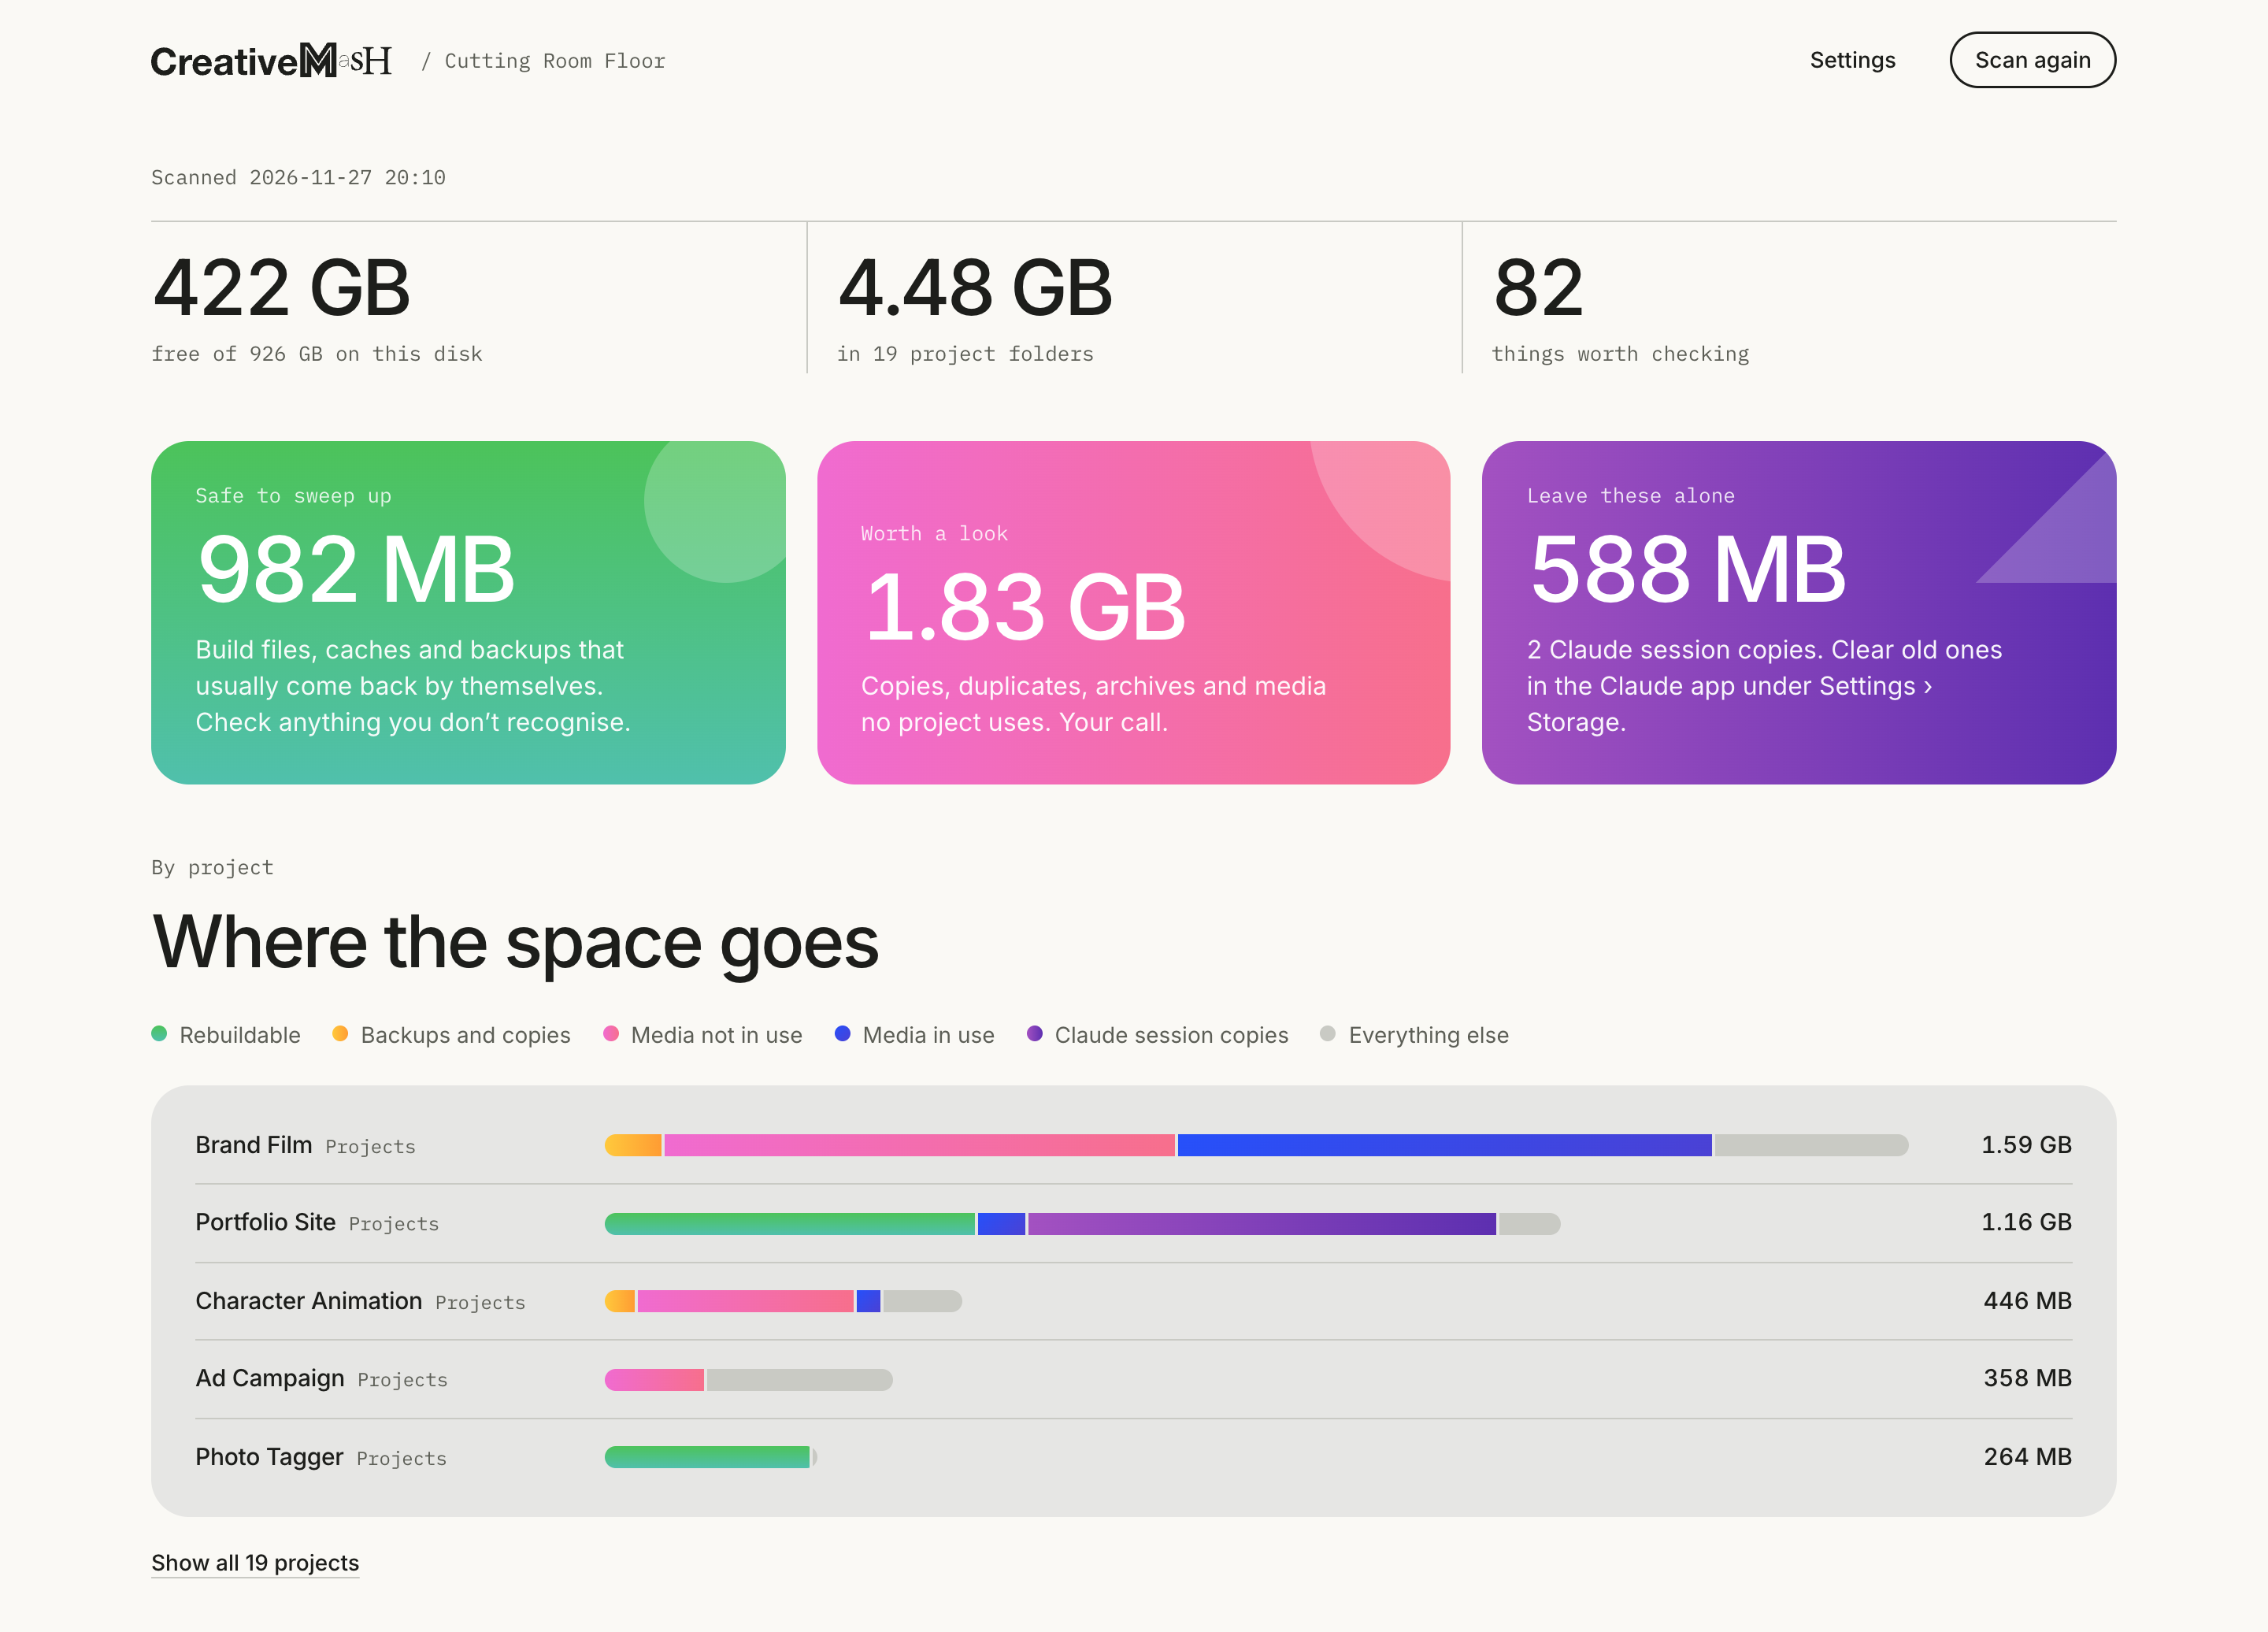 CreativeMasH / Cutting Room Floor
Settings
Scan again
Scanned 2026-11-27 20:10
422 GB
free of 926 GB on this disk
4.48 GB
in 19 project folders
82
things worth checking
Safe to sweep up
982 MB
Build files, caches and backups that
usually come back by themselves.
Check anything you don’t recognise.
Worth a look
1.83 GB
Copies, duplicates, archives and media
no project uses. Your call.
Leave these alone
588 MB
2 Claude session copies. Clear old ones
in the Claude app under Settings ›
Storage.
By project
Where the space goes
Rebuildable
Backups and copies
Media not in use
Media in use
Claude session copies
Everything else
Brand Film Projects 1.59 GB
Portfolio Site Projects 1.16 GB
Character Animation Projects 446 MB
Ad Campaign Projects 358 MB
Photo Tagger Projects 264 MB
Show all 19 projects